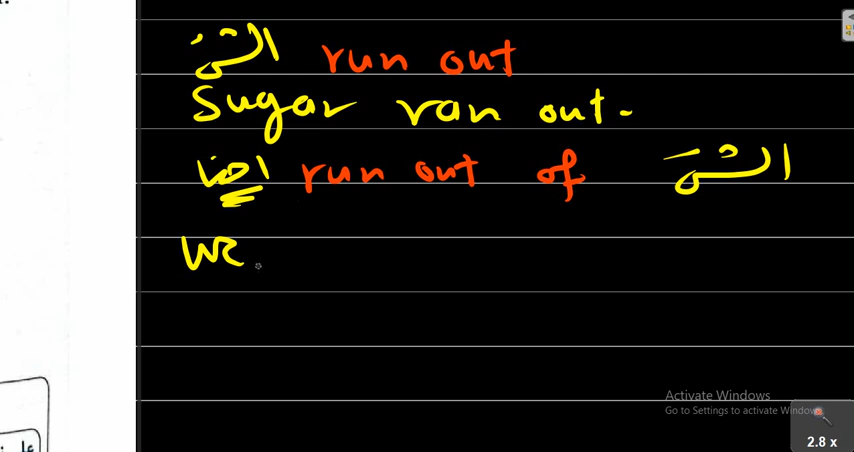 الشئ run out
Sugar ran out.
احنا run out of الشئ
we
Activate Windows
Go to Settings to activate Windows
2.8 x